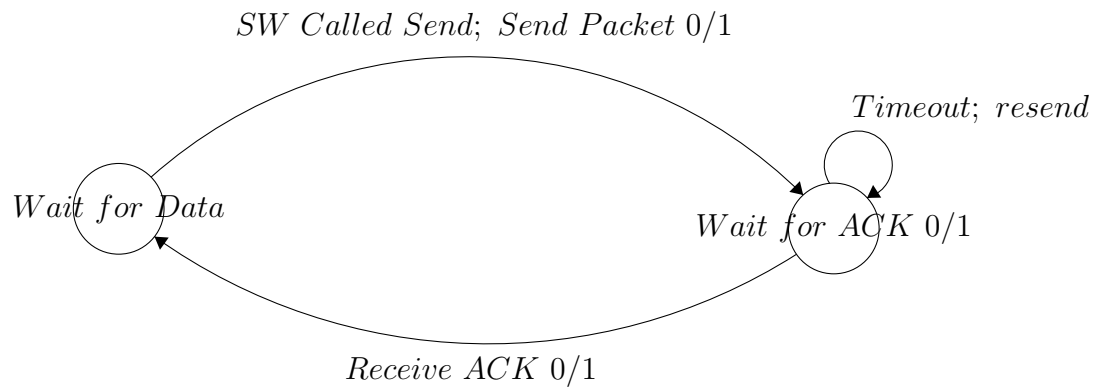 SW Called Send; Send Packet 0/1
Timeout; resend
Wait for Data
Wait for ACK 0/1
Receive ACK 0/1